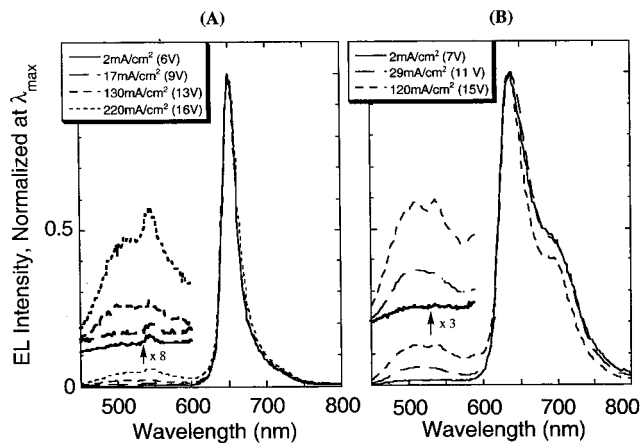 (A)
(B)
2mA/cm² (6V)
17mA/cm² (9V)
130mA/cm² (13V)
220mA/cm² (16V)
2mA/cm² (7V)
29mA/cm² (11 V)
120mA/cm² (15V)
EL Intensity, Normalized at λmax
0.5
0
x 8
x 3
500 600 700 800
500 600 700 800
Wavelength (nm)
Wavelength (nm)